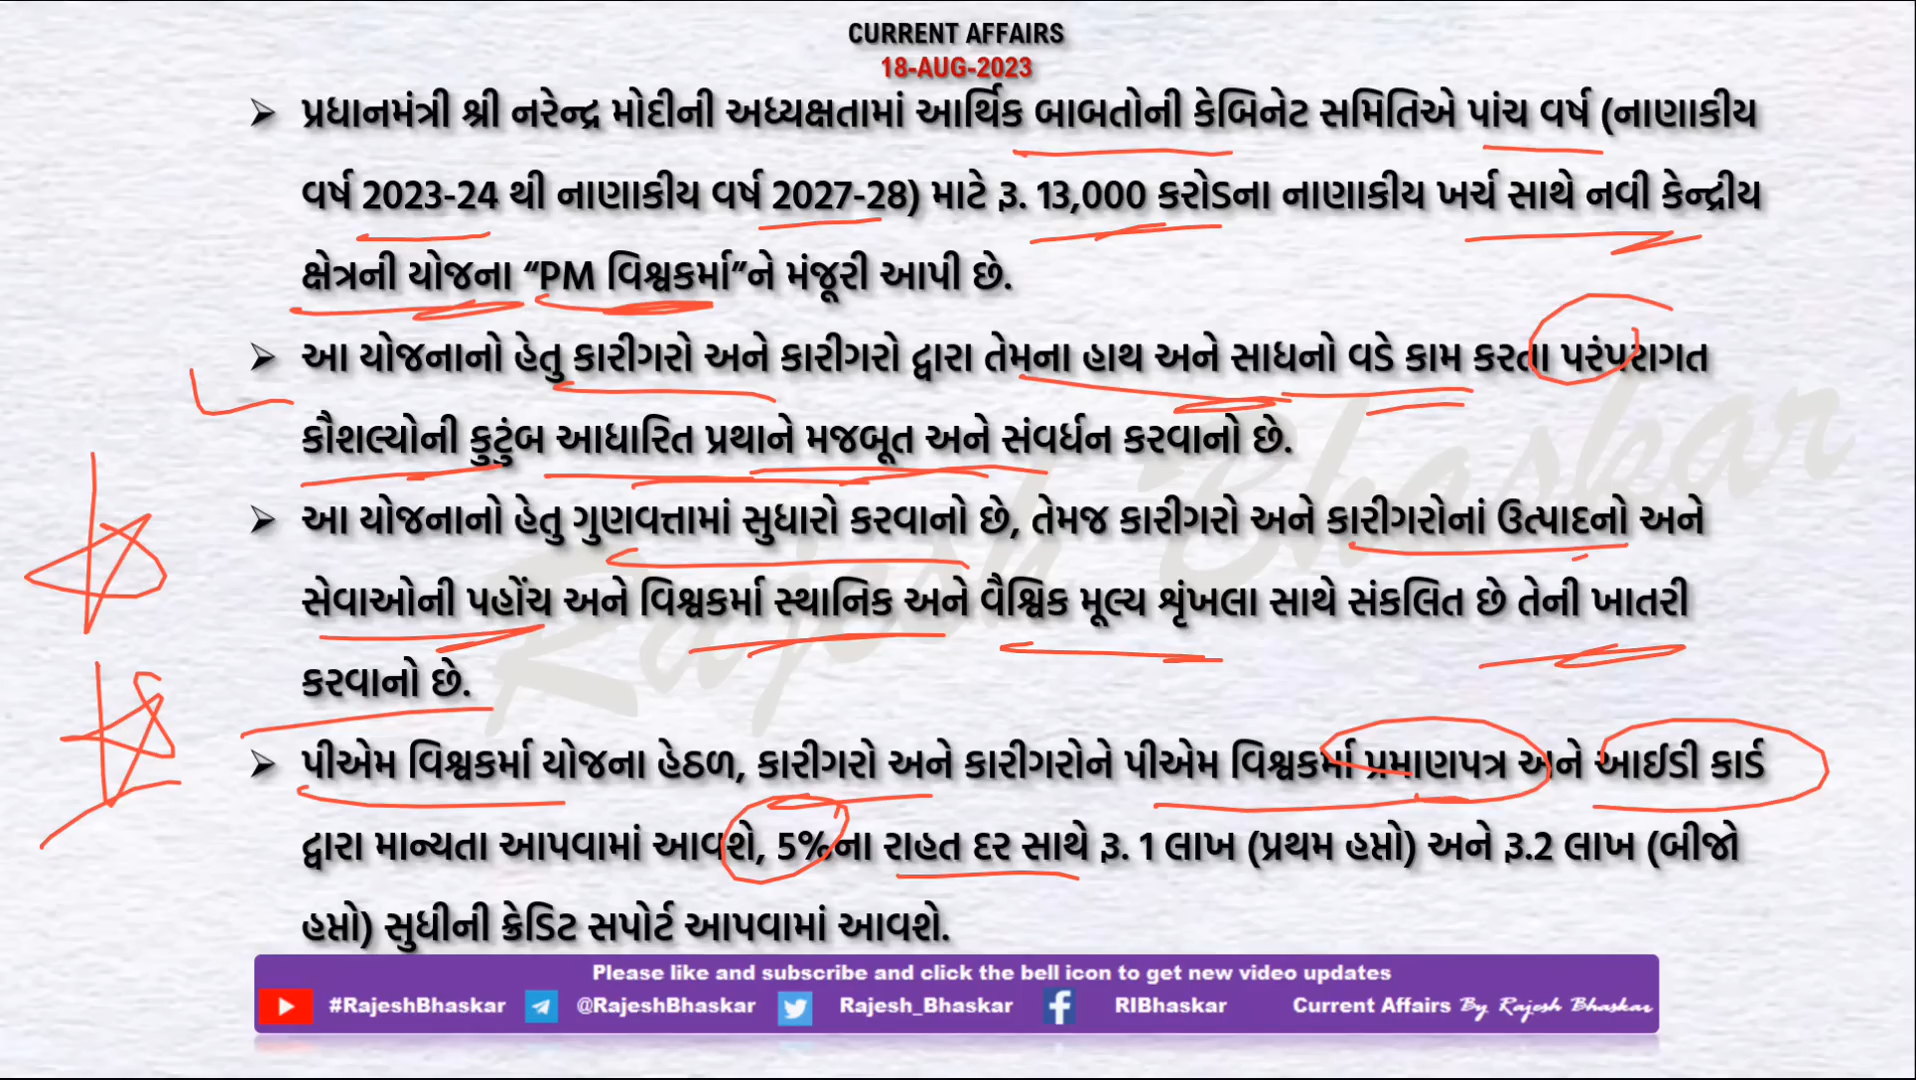 CURRENT AFFAIRS
18-AUG-2023
➢ પ્રધાનમંત્રી શ્રી નરેન્દ્ર મોદીની અધ્યક્ષતામાં આર્થિક બાબતોની કેબિનેટ સમિતિએ પાંચ વર્ષ (નાણાકીય
વર્ષ 2023-24 થી નાણાકીય વર્ષ 2027-28) માટે રૂ. 13,000 કરોડના નાણાકીય ખર્ચ સાથે નવી કેન્દ્રીય
ક્ષેત્રની યોજના “PM વિશ્વકર્મા”ને મંજૂરી આપી છે.
➢ આ યોજનાનો હેતુ કારીગરો અને કારીગરો દ્વારા તેમના હાથ અને સાધનો વડે કામ કરતા પરંપરાગત
કૌશલ્યોની કુટુંબ આધારિત પ્રથાને મજબૂત અને સંવર્ધન કરવાનો છે.
➢ આ યોજનાનો હેતુ ગુણવત્તામાં સુધારો કરવાનો છે, તેમજ કારીગરો અને કારીગરોનાં ઉત્પાદનો અને
સેવાઓની પહોંચ અને વિશ્વકર્મા સ્થાનિક અને વૈશ્વિક મૂલ્ય શૃંખલા સાથે સંકલિત છે તેની ખાતરી
કરવાનો છે.
➢ પીએમ વિશ્વકર્મા યોજના હેઠળ, કારીગરો અને કારીગરોને પીએમ વિશ્વકર્મા પ્રમાણપત્ર અને આઈડી કાર્ડ
દ્વારા માન્યતા આપવામાં આવશે, 5%ના રાહત દર સાથે રૂ. 1 લાખ (પ્રથમ હપ્તો) અને રૂ.2 લાખ (બીજો
હપ્તો) સુધીની ક્રેડિટ સપોર્ટ આપવામાં આવશે.
Rajesh Bhaskar
Please like and subscribe and click the bell icon to get new video updates
#RajeshBhaskar @RajeshBhaskar Rajesh_Bhaskar RIBhaskar Current Affairs By Rajesh Bhaskar